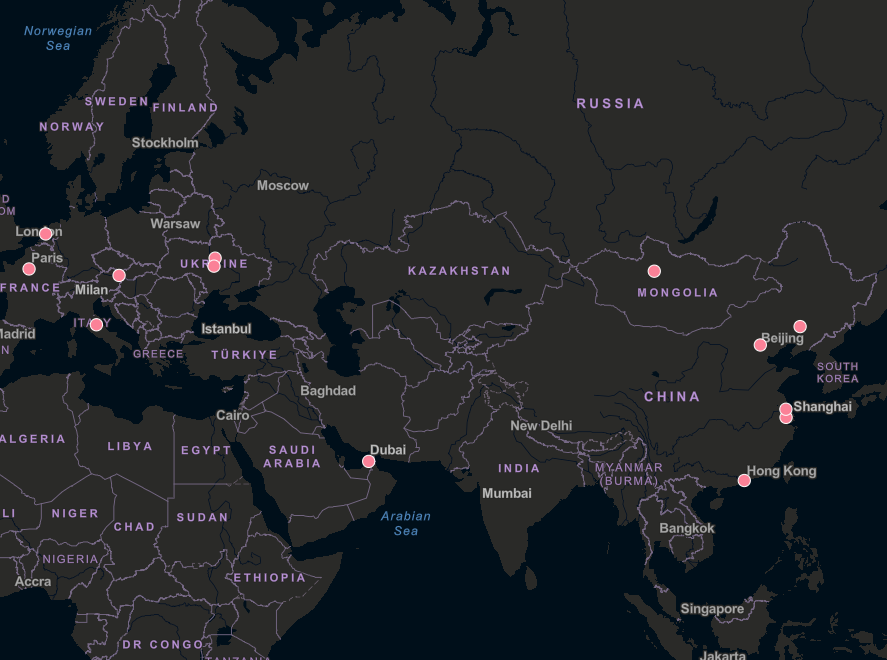 Norwegian
Sea
SWEDEN
FINLAND
RUSSIA
NORWAY
Stockholm
Moscow
D
OM
Warsaw
London
Paris
UKRAINE
KAZAKHSTAN
FRANCE
Milan
MONGOLIA
ITALY
Madrid
Istanbul
Beijing
N
GREECE
TÜRKIYE
SOUTH
KOREA
Baghdad
CHINA
Shanghai
Cairo
New Delhi
ALGERIA
LIBYA
EGYPT
SAUDI
ARABIA
Dubai
INDIA
MYANMAR
(BURMA)
Hong Kong
Mumbai
LI
NIGER
CHAD
SUDAN
Arabian
Sea
Bangkok
NIGERIA
Accra
ETHIOPIA
Singapore
DR CONGO
TANZANIA
Jakarta